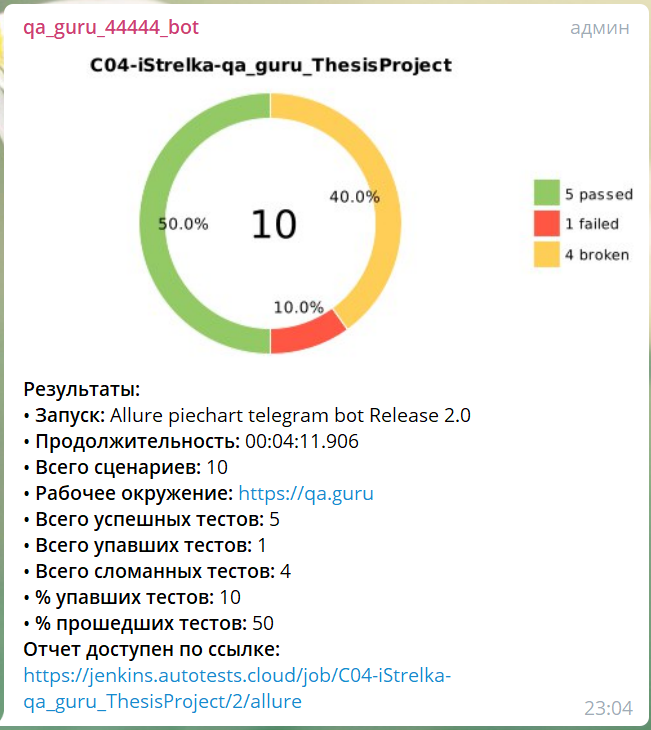 qa_guru_44444_bot админ
C04-iStrelka-qa_guru_ThesisProject
40.0%
5 passed
50.0% 10
1 failed
4 broken
10.0%
Результаты:
• Запуск: Allure piechart telegram bot Release 2.0
• Продолжительность: 00:04:11.906
• Всего сценариев: 10
• Рабочее окружение: https://qa.guru
• Всего успешных тестов: 5
• Всего упавших тестов: 1
• Всего сломанных тестов: 4
• % упавших тестов: 10
• % прошедших тестов: 50
Отчет доступен по ссылке:
https://jenkins.autotests.cloud/job/C04-iStrelka-
qa_guru_ThesisProject/2/allure
23:04